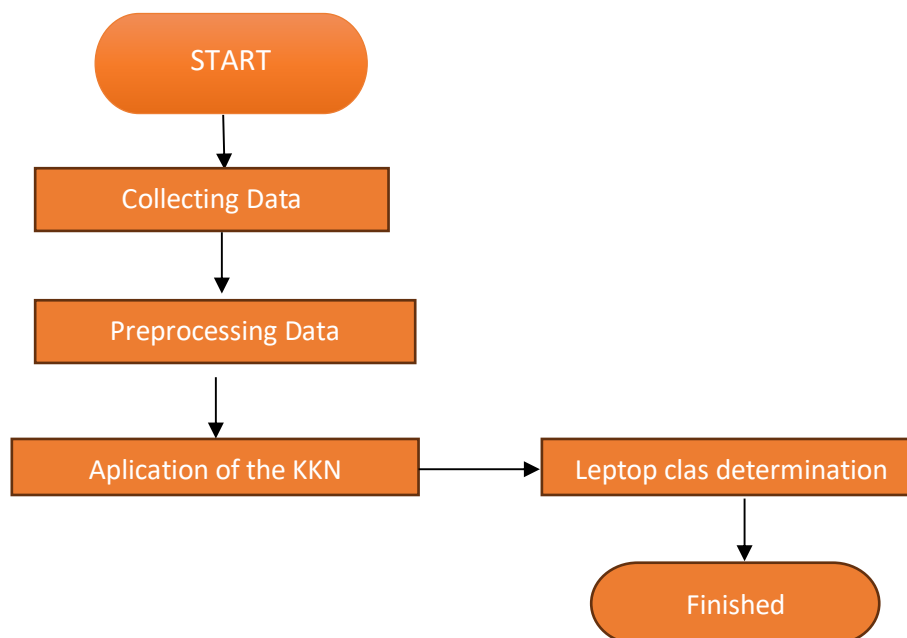 START
Collecting Data
Preprocessing Data
Aplication of the KKN
Leptop clas determination
Finished